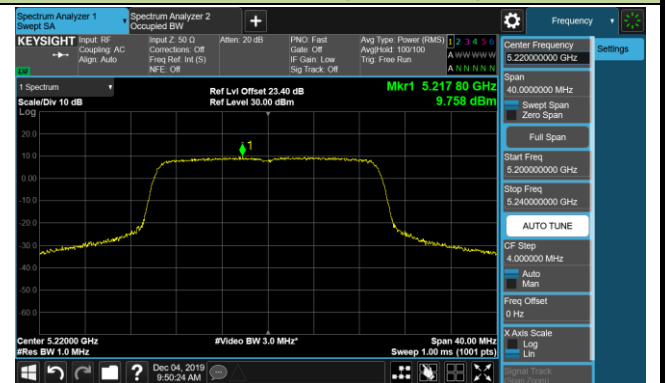 Spectrum Analyzer 1
Swept SA
Spectrum Analyzer 2
Occupied BW
+
Frequency
KEYSIGHT
Input: RF
Coupling: AC
Align: Auto
Input Z: 50 Ω
Corrections: Off
Freq Ref: Int (S)
NFE: Off
Atten: 20 dB
PNO: Fast
Gate: Off
IF Gain: Low
Sig Track: Off
Avg Type: Power (RMS)
Avg|Hold: 100/100
Trig: Free Run
1 2 3 4 5 6
A W W W W W
A N N N N N
1 Spectrum
Scale/Div 10 dB
Log
Ref Lvl Offset 23.40 dB
Ref Level 30.00 dBm
Mkr1 5.217 80 GHz
9.758 dBm
1
20.0
10.0
0.00
-10.0
-20.0
-30.0
-40.0
-50.0
-60.0
Center 5.22000 GHz
#Res BW 1.0 MHz
#Video BW 3.0 MHz*
Span 40.00 MHz
Sweep 1.00 ms (1001 pts)
Center Frequency
5.220000000 GHz
Settings
Span
40.0000000 MHz
Swept Span
Zero Span
Full Span
Start Freq
5.200000000 GHz
Stop Freq
5.240000000 GHz
AUTO TUNE
CF Step
4.000000 MHz
Auto
Man
Freq Offset
0 Hz
X Axis Scale
Log
Lin
Signal Track
(Span Zoom)
?
Dec 04, 2019
9:50:24 AM